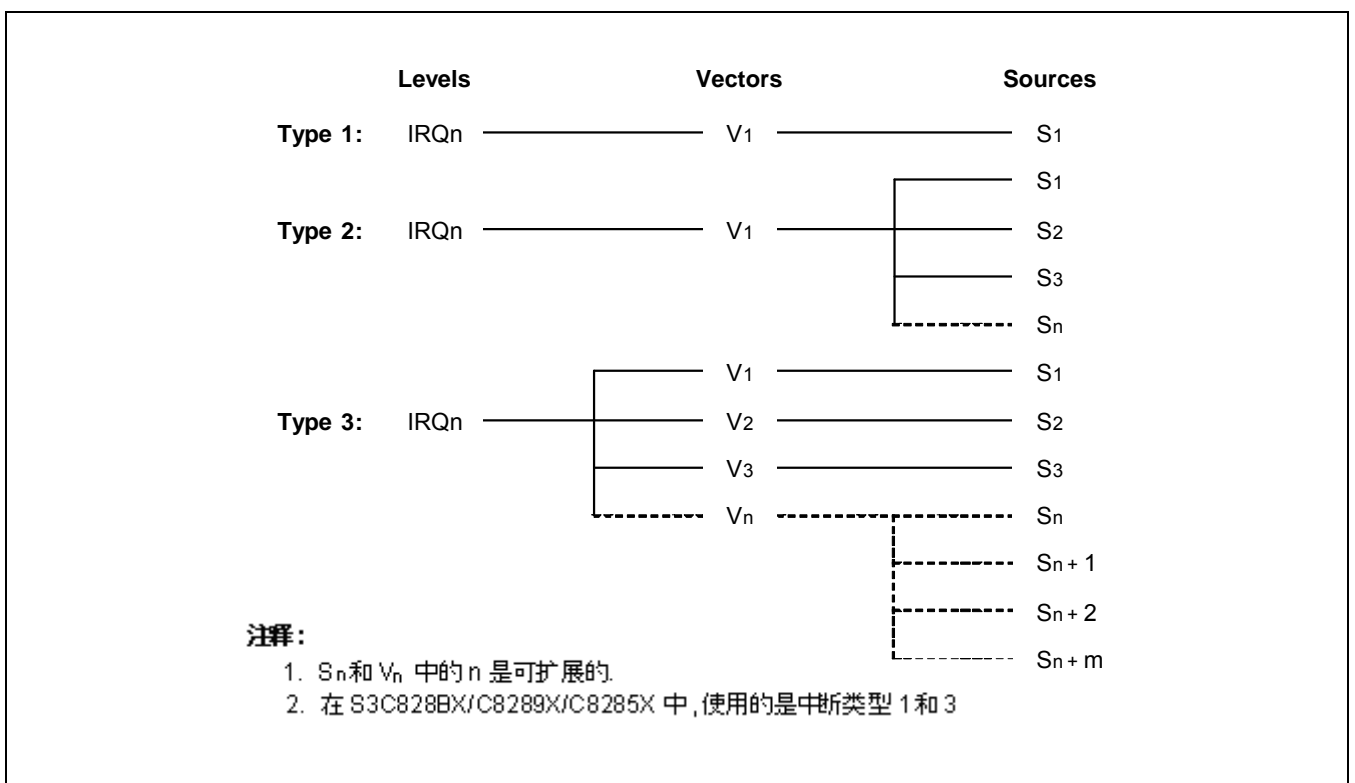 Levels Vectors Sources
Type 1: IRQn V1 S1
S1
Type 2: IRQn V1 S2
S3
Sn
V1 S1
Type 3: IRQn V2 S2
V3 S3
Vn Sn
Sn + 1
Sn + 2
Sn + m
注释:
1. Sn和 Vn 中的 n 是可扩展的.
2. 在 S3C828BX/C8289X/C8285X 中,使用的是中断类型 1和 3